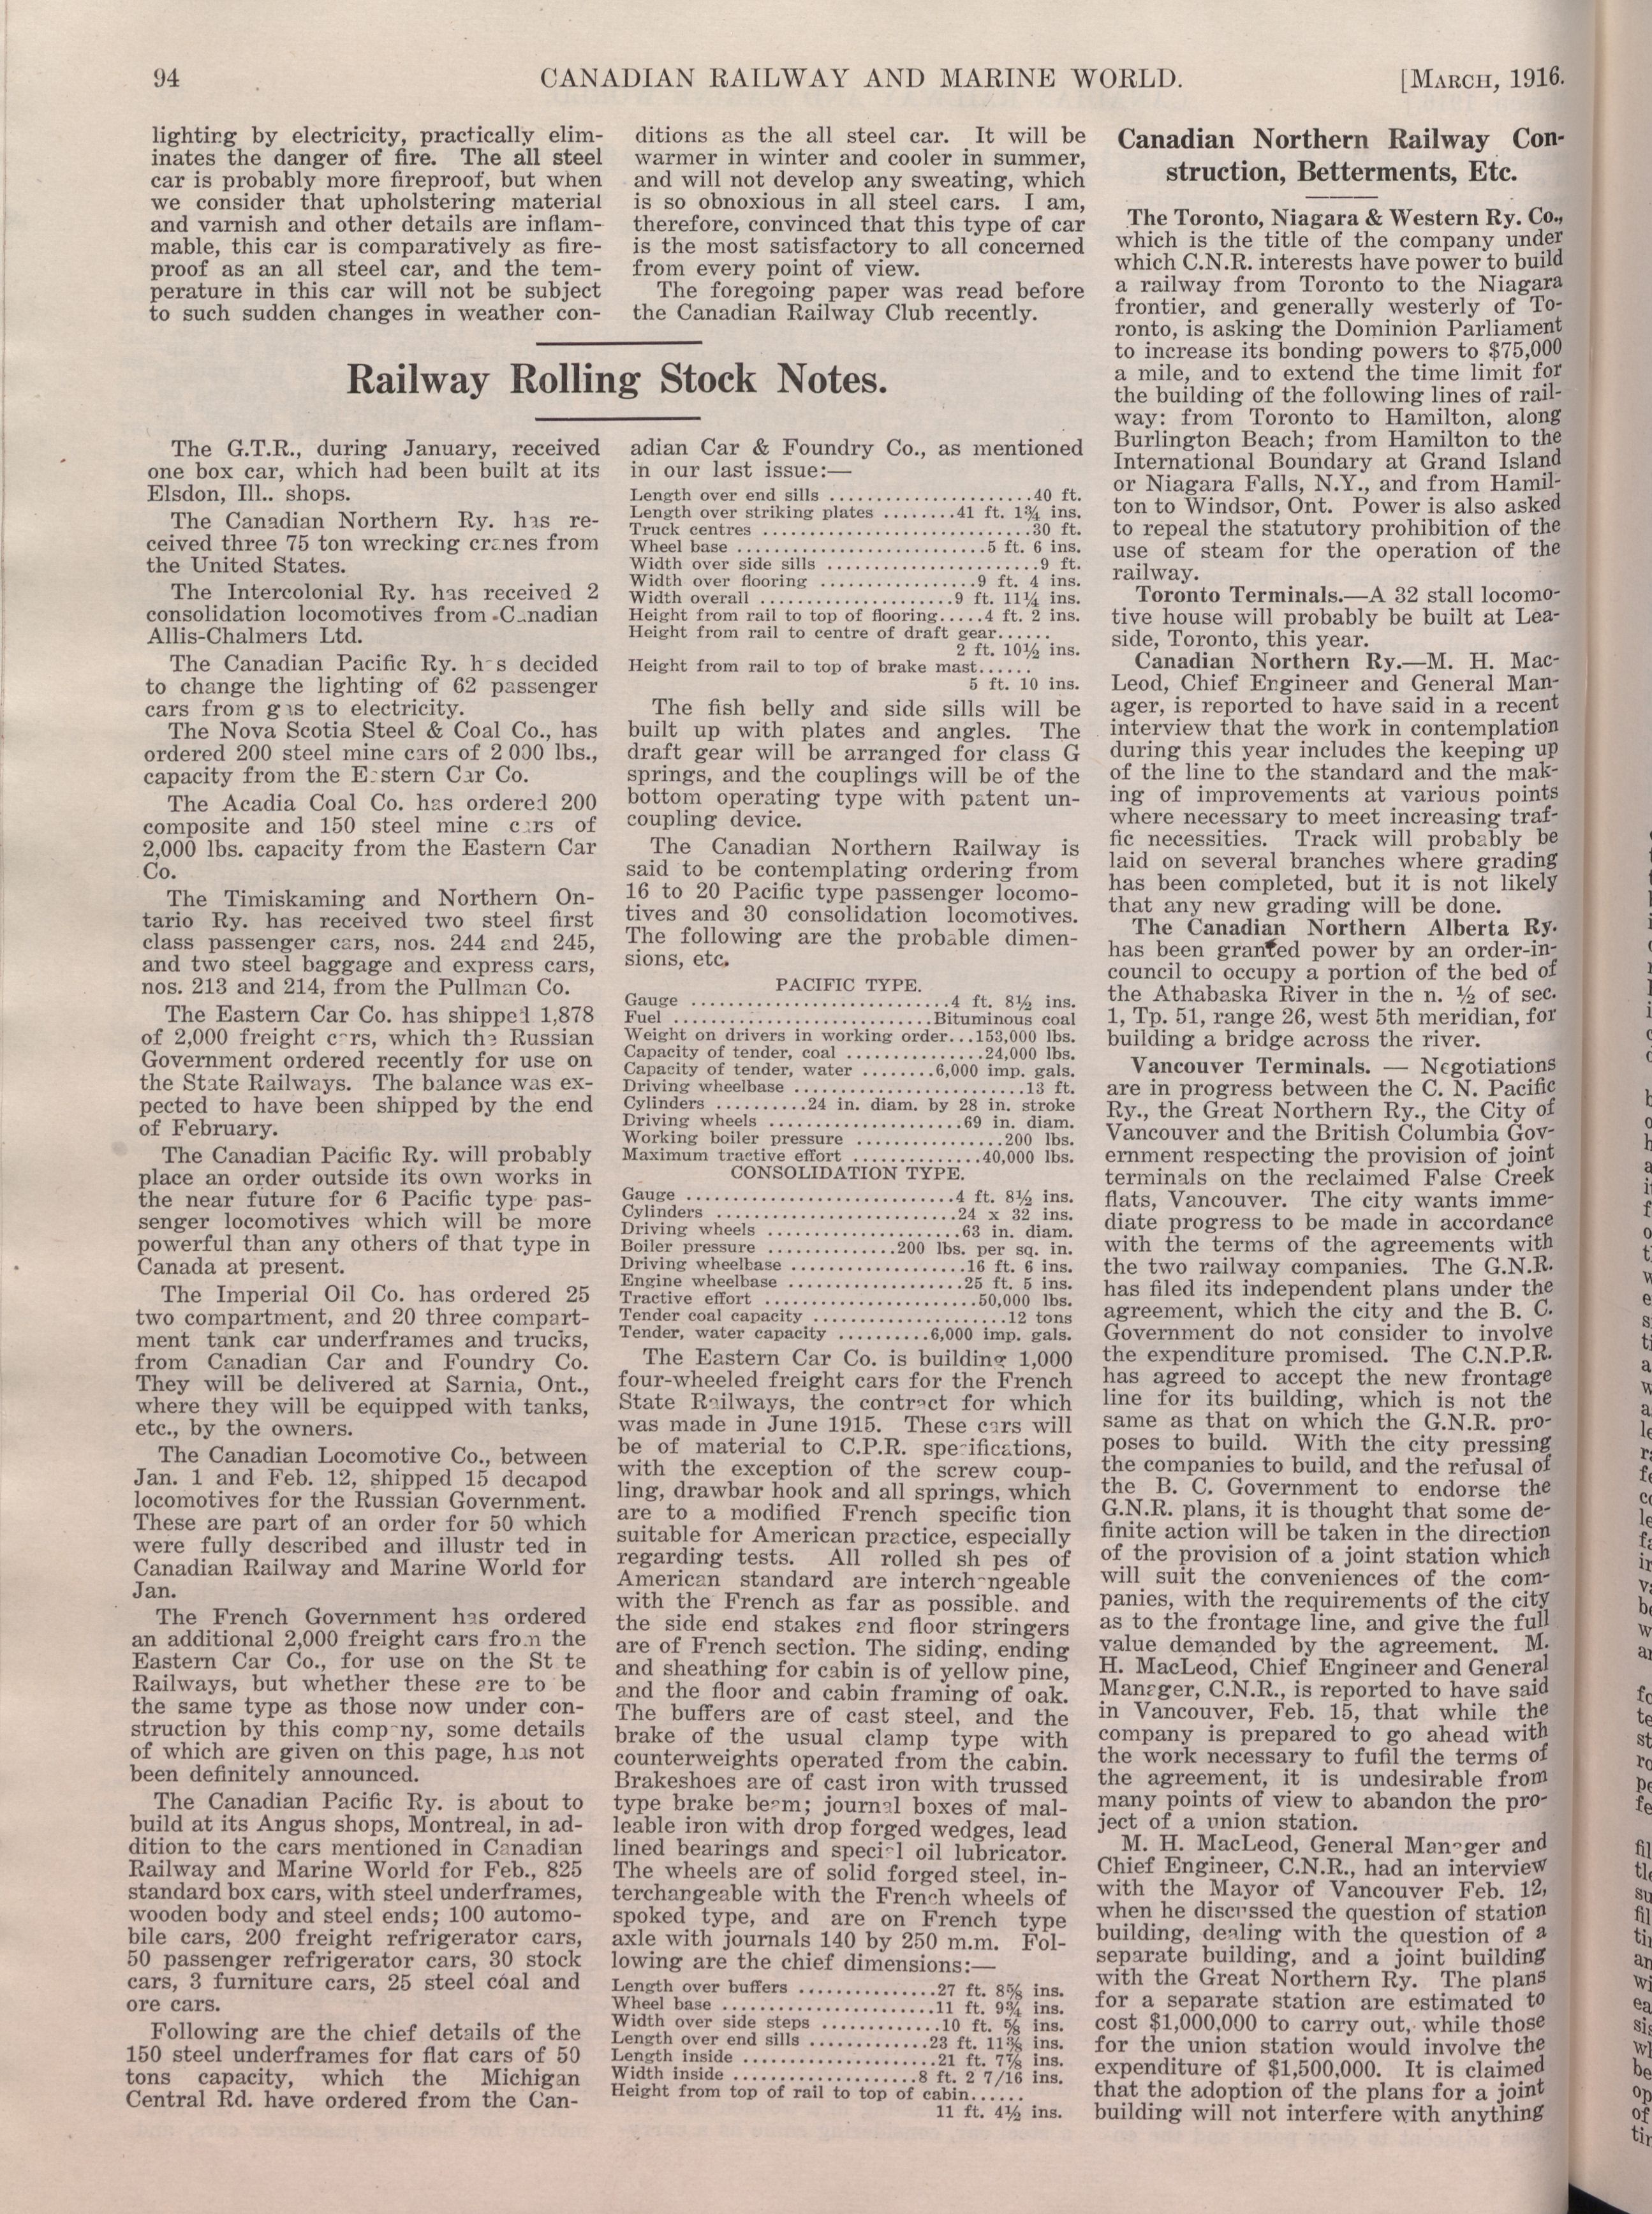 94
CANADIAN RAILWAY AND MARINE WORLD.
[MARCH, 1916.
lighting by electricity, practically elim-
inates the danger of fire. The all steel
car is probably more fireproof, but when
we consider that upholstering material
and varnish and other details are inflam-
mable, this car is comparatively as fire-
proof as an all steel car, and the tem-
perature in this car will not be subject
to such sudden changes in weather con-
ditions as the all steel car. It will be
warmer in winter and cooler in summer,
and will not develop any sweating, which
is so obnoxious in all steel cars. I am,
therefore, convinced that this type of car
is the most satisfactory to all concerned
from every point of view.
The foregoing paper was read before
the Canadian Railway Club recently.
Railway Rolling Stock Notes.
The G.T.R., during January, received
one box car, which had been built at its
Elsdon, Ill.. shops.
The Canadian Northern Ry. has re-
ceived three 75 ton wrecking cranes from
the United States.
The Intercolonial Ry. has received 2
consolidation locomotives from Canadian
Allis-Chalmers Ltd.
The Canadian Pacific Ry. has decided
to change the lighting of 62 passenger
cars from gas to electricity.
The Nova Scotia Steel & Coal Co., has
ordered 200 steel mine cars of 2 000 lbs.,
capacity from the Eastern Car Co.
The Acadia Coal Co. has ordered 200
composite and 150 steel mine cars of
2,000 lbs. capacity from the Eastern Car
Co.
The Timiskaming and Northern On-
tario Ry. has received two steel first
class passenger cars, nos. 244 and 245,
and two steel baggage and express cars,
nos. 213 and 214, from the Pullman Co.
The Eastern Car Co. has shipped 1,878
of 2,000 freight cars, which the Russian
Government ordered recently for use on
the State Railways. The balance was ex-
pected to have been shipped by the end
of February.
The Canadian Pacific Ry. will probably
place an order outside its own works in
the near future for 6 Pacific type pas-
senger locomotives which will be more
powerful than any others of that type in
Canada at present.
The Imperial Oil Co. has ordered 25
two compartment, and 20 three compart-
ment tank car underframes and trucks,
from Canadian Car and Foundry Co.
They will be delivered at Sarnia, Ont.,
where they will be equipped with tanks,
etc., by the owners.
The Canadian Locomotive Co., between
Jan. 1 and Feb. 12, shipped 15 decapod
locomotives for the Russian Government.
These are part of an order for 50 which
were fully described and illustr ted in
Canadian Railway and Marine World for
Jan.
The French Government has ordered
an additional 2,000 freight cars from the
Eastern Car Co., for use on the St te
Railways, but whether these are to be
the same type as those now under con-
struction by this company, some details
of which are given on this page, has not
been definitely announced.
The Canadian Pacific Ry. is about to
build at its Angus shops, Montreal, in ad-
dition to the cars mentioned in Canadian
Railway and Marine World for Feb., 825
standard box cars, with steel underframes,
wooden body and steel ends; 100 automo-
bile cars, 200 freight refrigerator cars,
50 passenger refrigerator cars, 30 stock
cars, 3 furniture cars, 25 steel coal and
ore cars.
Following are the chief details of the
150 steel underframes for flat cars of 50
tons capacity, which the Michigan
Central Rd. have ordered from the Can-
adian Car & Foundry Co., as mentioned
in our last issue:—
Length over end sills ......................40 ft.
Length over striking plates ........41 ft. 1¾ ins.
Truck centres .............................30 ft.
Wheel base ...........................5 ft. 6 ins.
Width over side sills .......................9 ft.
Width over flooring .................9 ft. 4 ins.
Width overall .....................9 ft. 11¼ ins.
Height from rail to top of flooring.....4 ft. 2 ins.
Height from rail to centre of draft gear......
2 ft. 10½ ins.
Height from rail to top of brake mast......
5 ft. 10 ins.
The fish belly and side sills will be
built up with plates and angles. The
draft gear will be arranged for class G
springs, and the couplings will be of the
bottom operating type with patent un-
coupling device.
The Canadian Northern Railway is
said to be contemplating ordering from
16 to 20 Pacific type passenger locomo-
tives and 30 consolidation locomotives.
The following are the probable dimen-
sions, etc.
PACIFIC TYPE.
Gauge ............................4 ft. 8½ ins.
Fuel ............................Bituminous coal
Weight on drivers in working order...153,000 lbs.
Capacity of tender, coal ...............24,000 lbs.
Capacity of tender, water ........6,000 imp. gals.
Driving wheelbase .........................13 ft.
Cylinders ..........24 in. diam. by 28 in. stroke
Driving wheels .....................69 in. diam.
Working boiler pressure ................200 lbs.
Maximum tractive effort ..............40,000 lbs.
CONSOLIDATION TYPE.
Gauge .............................4 ft. 8½ ins.
Cylinders ..........................24 x 32 ins.
Driving wheels .....................63 in. diam.
Boiler pressure ..............200 lbs. per sq. in.
Driving wheelbase ...................16 ft. 6 ins.
Engine wheelbase ...................25 ft. 5 ins.
Tractive effort .......................50,000 lbs.
Tender coal capacity .....................12 tons
Tender, water capacity ..........6,000 imp. gals.
The Eastern Car Co. is building 1,000
four-wheeled freight cars for the French
State Railways, the contract for which
was made in June 1915. These cars will
be of material to C.P.R. specifications,
with the exception of the screw coup-
ling, drawbar hook and all springs, which
are to a modified French specific tion
suitable for American practice, especially
regarding tests. All rolled sh pes of
American standard are interchangeable
with the French as far as possible. and
the side end stakes and floor stringers
are of French section. The siding, ending
and sheathing for cabin is of yellow pine,
and the floor and cabin framing of oak.
The buffers are of cast steel, and the
brake of the usual clamp type with
counterweights operated from the cabin.
Brakeshoes are of cast iron with trussed
type brake beam; journal boxes of mal-
leable iron with drop forged wedges, lead
lined bearings and special oil lubricator.
The wheels are of solid forged steel, in-
terchangeable with the French wheels of
spoked type, and are on French type
axle with journals 140 by 250 m.m. Fol-
lowing are the chief dimensions:—
Length over buffers ...............27 ft. 8⅝ ins.
Wheel base .......................11 ft. 9¾ ins.
Width over side steps .............10 ft. ⅝ ins.
Length over end sills .............23 ft. 11⅜ ins.
Length inside .....................21 ft. 7⅞ ins.
Width inside ....................8 ft. 2 7/16 ins.
Height from top of rail to top of cabin......
11 ft. 4½ ins.
Canadian Northern Railway Con-
struction, Betterments, Etc.
The Toronto, Niagara & Western Ry. Co.,
which is the title of the company under
which C.N.R. interests have power to build
a railway from Toronto to the Niagara
frontier, and generally westerly of To-
ronto, is asking the Dominion Parliament
to increase its bonding powers to $75,000
a mile, and to extend the time limit for
the building of the following lines of rail-
way: from Toronto to Hamilton, along
Burlington Beach; from Hamilton to the
International Boundary at Grand Island
or Niagara Falls, N.Y., and from Hamil-
ton to Windsor, Ont. Power is also asked
to repeal the statutory prohibition of the
use of steam for the operation of the
railway.
Toronto Terminals.—A 32 stall locomo-
tive house will probably be built at Lea-
side, Toronto, this year.
Canadian Northern Ry.—M. H. Mac-
Leod, Chief Engineer and General Man-
ager, is reported to have said in a recent
interview that the work in contemplation
during this year includes the keeping up
of the line to the standard and the mak-
ing of improvements at various points
where necessary to meet increasing traf-
fic necessities. Track will probably be
laid on several branches where grading
has been completed, but it is not likely
that any new grading will be done.
The Canadian Northern Alberta Ry.
has been granted power by an order-in-
council to occupy a portion of the bed of
the Athabaska River in the n. ½ of sec.
1, Tp. 51, range 26, west 5th meridian, for
building a bridge across the river.
Vancouver Terminals. — Negotiations
are in progress between the C. N. Pacific
Ry., the Great Northern Ry., the City of
Vancouver and the British Columbia Gov-
ernment respecting the provision of joint
terminals on the reclaimed False Creek
flats, Vancouver. The city wants imme-
diate progress to be made in accordance
with the terms of the agreements with
the two railway companies. The G.N.R.
has filed its independent plans under the
agreement, which the city and the B. C.
Government do not consider to involve
the expenditure promised. The C.N.P.R.
has agreed to accept the new frontage
line for its building, which is not the
same as that on which the G.N.R. pro-
poses to build. With the city pressing
the companies to build, and the refusal of
the B. C. Government to endorse the
G.N.R. plans, it is thought that some de-
finite action will be taken in the direction
of the provision of a joint station which
will suit the conveniences of the com-
panies, with the requirements of the city
as to the frontage line, and give the full
value demanded by the agreement. M.
H. MacLeod, Chief Engineer and General
Manager, C.N.R., is reported to have said
in Vancouver, Feb. 15, that while the
company is prepared to go ahead with
the work necessary to fufil the terms of
the agreement, it is undesirable from
many points of view to abandon the pro-
ject of a union station.
M. H. MacLeod, General Manager and
Chief Engineer, C.N.R., had an interview
with the Mayor of Vancouver Feb. 12,
when he discussed the question of station
building, dealing with the question of a
separate building, and a joint building
with the Great Northern Ry. The plans
for a separate station are estimated to
cost $1,000,000 to carry out, while those
for the union station would involve the
expenditure of $1,500,000. It is claimed
that the adoption of the plans for a joint
building will not interfere with anything